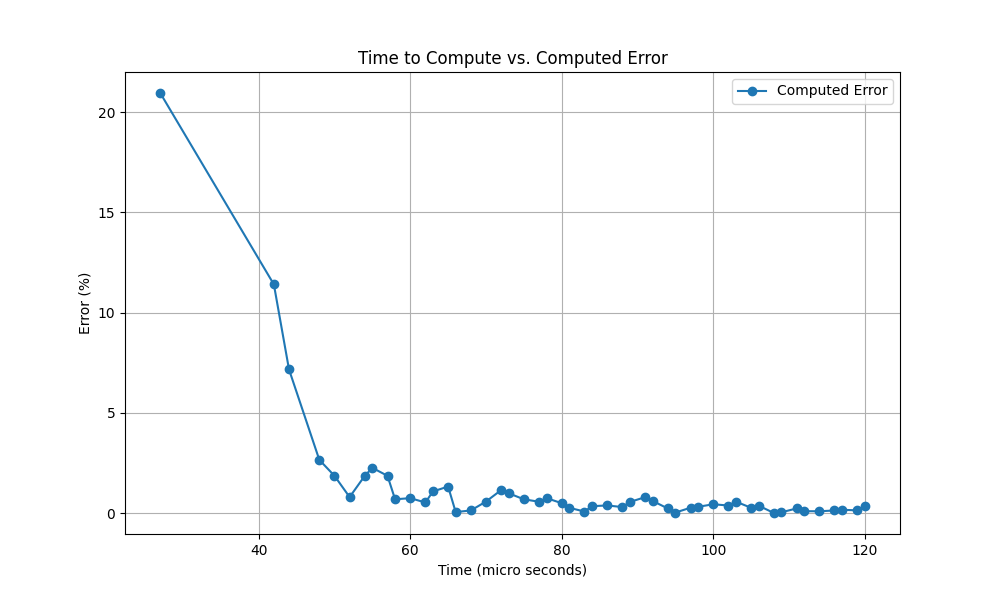 Time to Compute vs. Computed Error
Computed Error
20
15
10
5
0
Error (%)
40 60 80 100 120
Time (micro seconds)